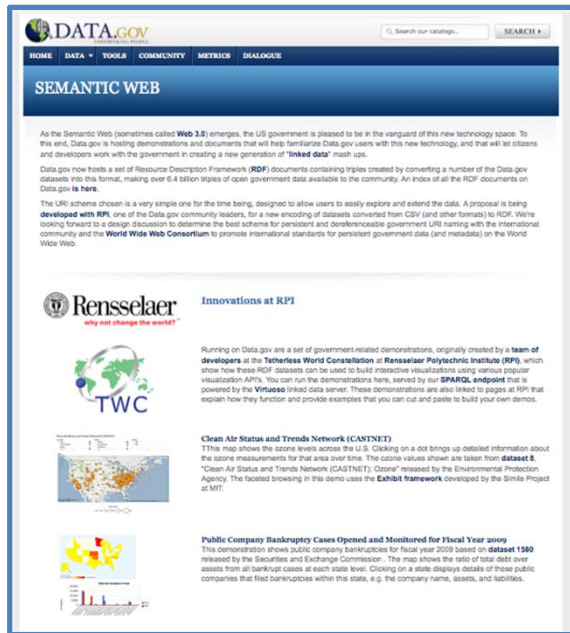 DATA.gov
EMPOWERING PEOPLE
Search our catalogs...
SEARCH
HOME DATA TOOLS COMMUNITY METRICS DIALOGUE
SEMANTIC WEB
As the Semantic Web (sometimes called Web 3.0) emerges, the US government is pleased to be in the vanguard of this new technology space. To
this end, Data.gov is hosting demonstrations and documents that will help familiarize Data.gov users with this new technology, and that will let citizens
and developers work with the government in creating a new generation of "linked data" mash ups.
Data.gov now hosts a set of Resource Description Framework (RDF) documents containing triples created by converting a number of the Data.gov
datasets into this format, making over 6.4 billion triples of open government data available to the community. An index of all the RDF documents on
Data.gov is here.
The URI scheme chosen is a very simple one for the time being, designed to allow users to easily explore and extend the data. A proposal is being
developed with RPI, one of the Data.gov community leaders, for a new encoding of datasets converted from CSV (and other formats) to RDF. We're
looking forward to a design discussion to determine the best scheme for persistent and dereferenceable government URI naming with the international
community and the World Wide Web Consortium to promote international standards for persistent government data (and metadata) on the World
Wide Web.
Rensselaer
why not change the world?
Innovations at RPI
TWC
Running on Data.gov are a set of government-related demonstrations, originally created by a team of
developers at the Tetherless World Constellation at Rensselaer Polytechnic Institute (RPI), which
show how these RDF datasets can be used to build interactive visualizations using various popular
visualization API's. You can run the demonstrations here, served by our SPARQL endpoint that is
powered by the Virtuoso linked data server. These demonstrations are also linked to pages at RPI that
explain how they function and provide examples that you can cut and paste to build your own demos.
Clean Air Status and Trends Network (CASTNET)
TThis map shows the ozone levels across the U.S. Clicking on a dot brings up detailed information about
the ozone measurements for that area over time. The ozone values shown are taken from dataset 8,
"Clean Air Status and Trends Network (CASTNET); Ozone" released by the Environmental Protection
Agency. The faceted browsing in this demo uses the Exhibit framework developed by the Simile Project
at MIT.
Public Company Bankruptcy Cases Opened and Monitored for Fiscal Year 2009
This demonstration shows public company bankruptcies for fiscal year 2009 based on dataset 1580
released by the Securities and Exchange Commission . The map shows the ratio of total debt over
assets from all bankrupt cases at each state level. Clicking on a state displays details of those public
companies that filed bankruptcies within this state, e.g. the company name, assets, and liabilities.